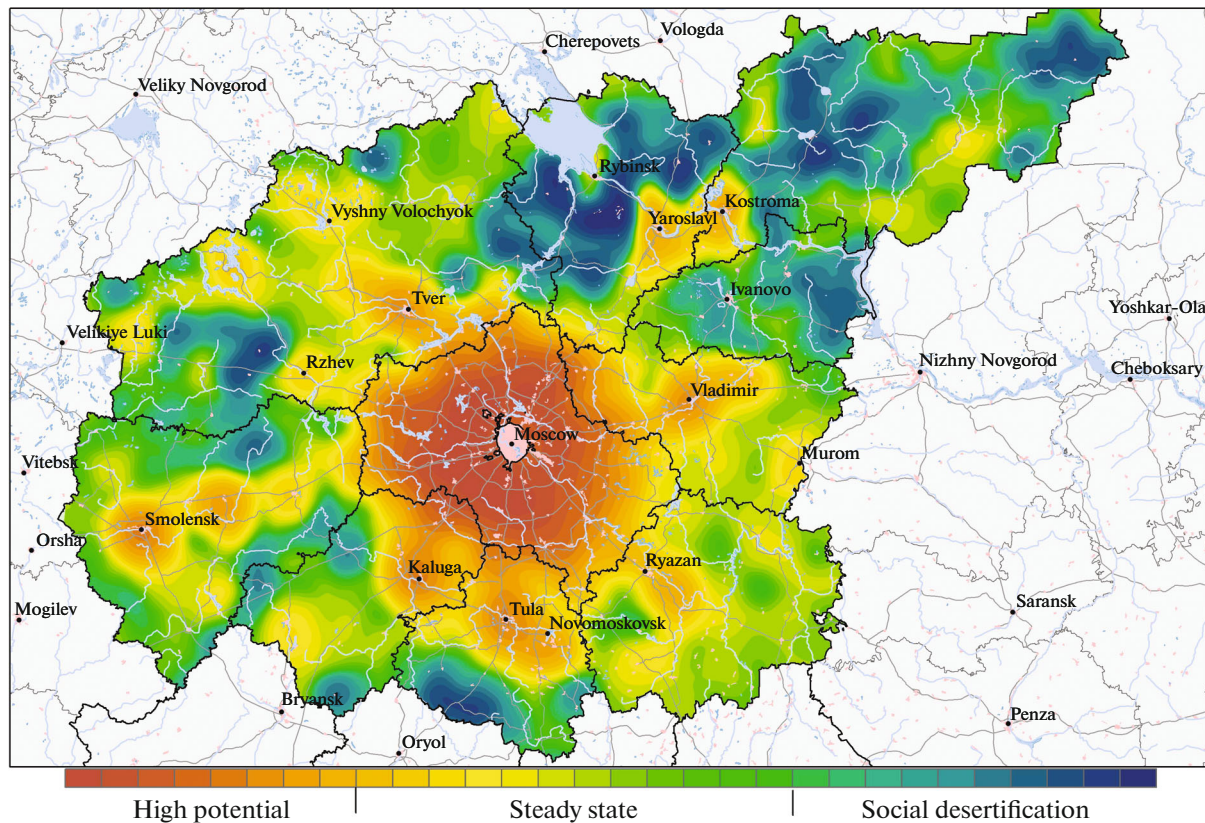 Vologda
Cherepovets
Veliky Novgorod
Rybinsk
Vyshny Volochyok
Yaroslavl
Kostroma
Tver
Ivanovo
Yoshkar-Ola
Velikiye Luki
Rzhev
Nizhny Novgorod
Cheboksary
Vladimir
Moscow
Murom
Vitebsk
Smolensk
Orsha
Kaluga
Ryazan
Mogilev
Tula
Novomoskovsk
Saransk
Bryansk
Penza
Oryol
High potential
Steady state
Social desertification